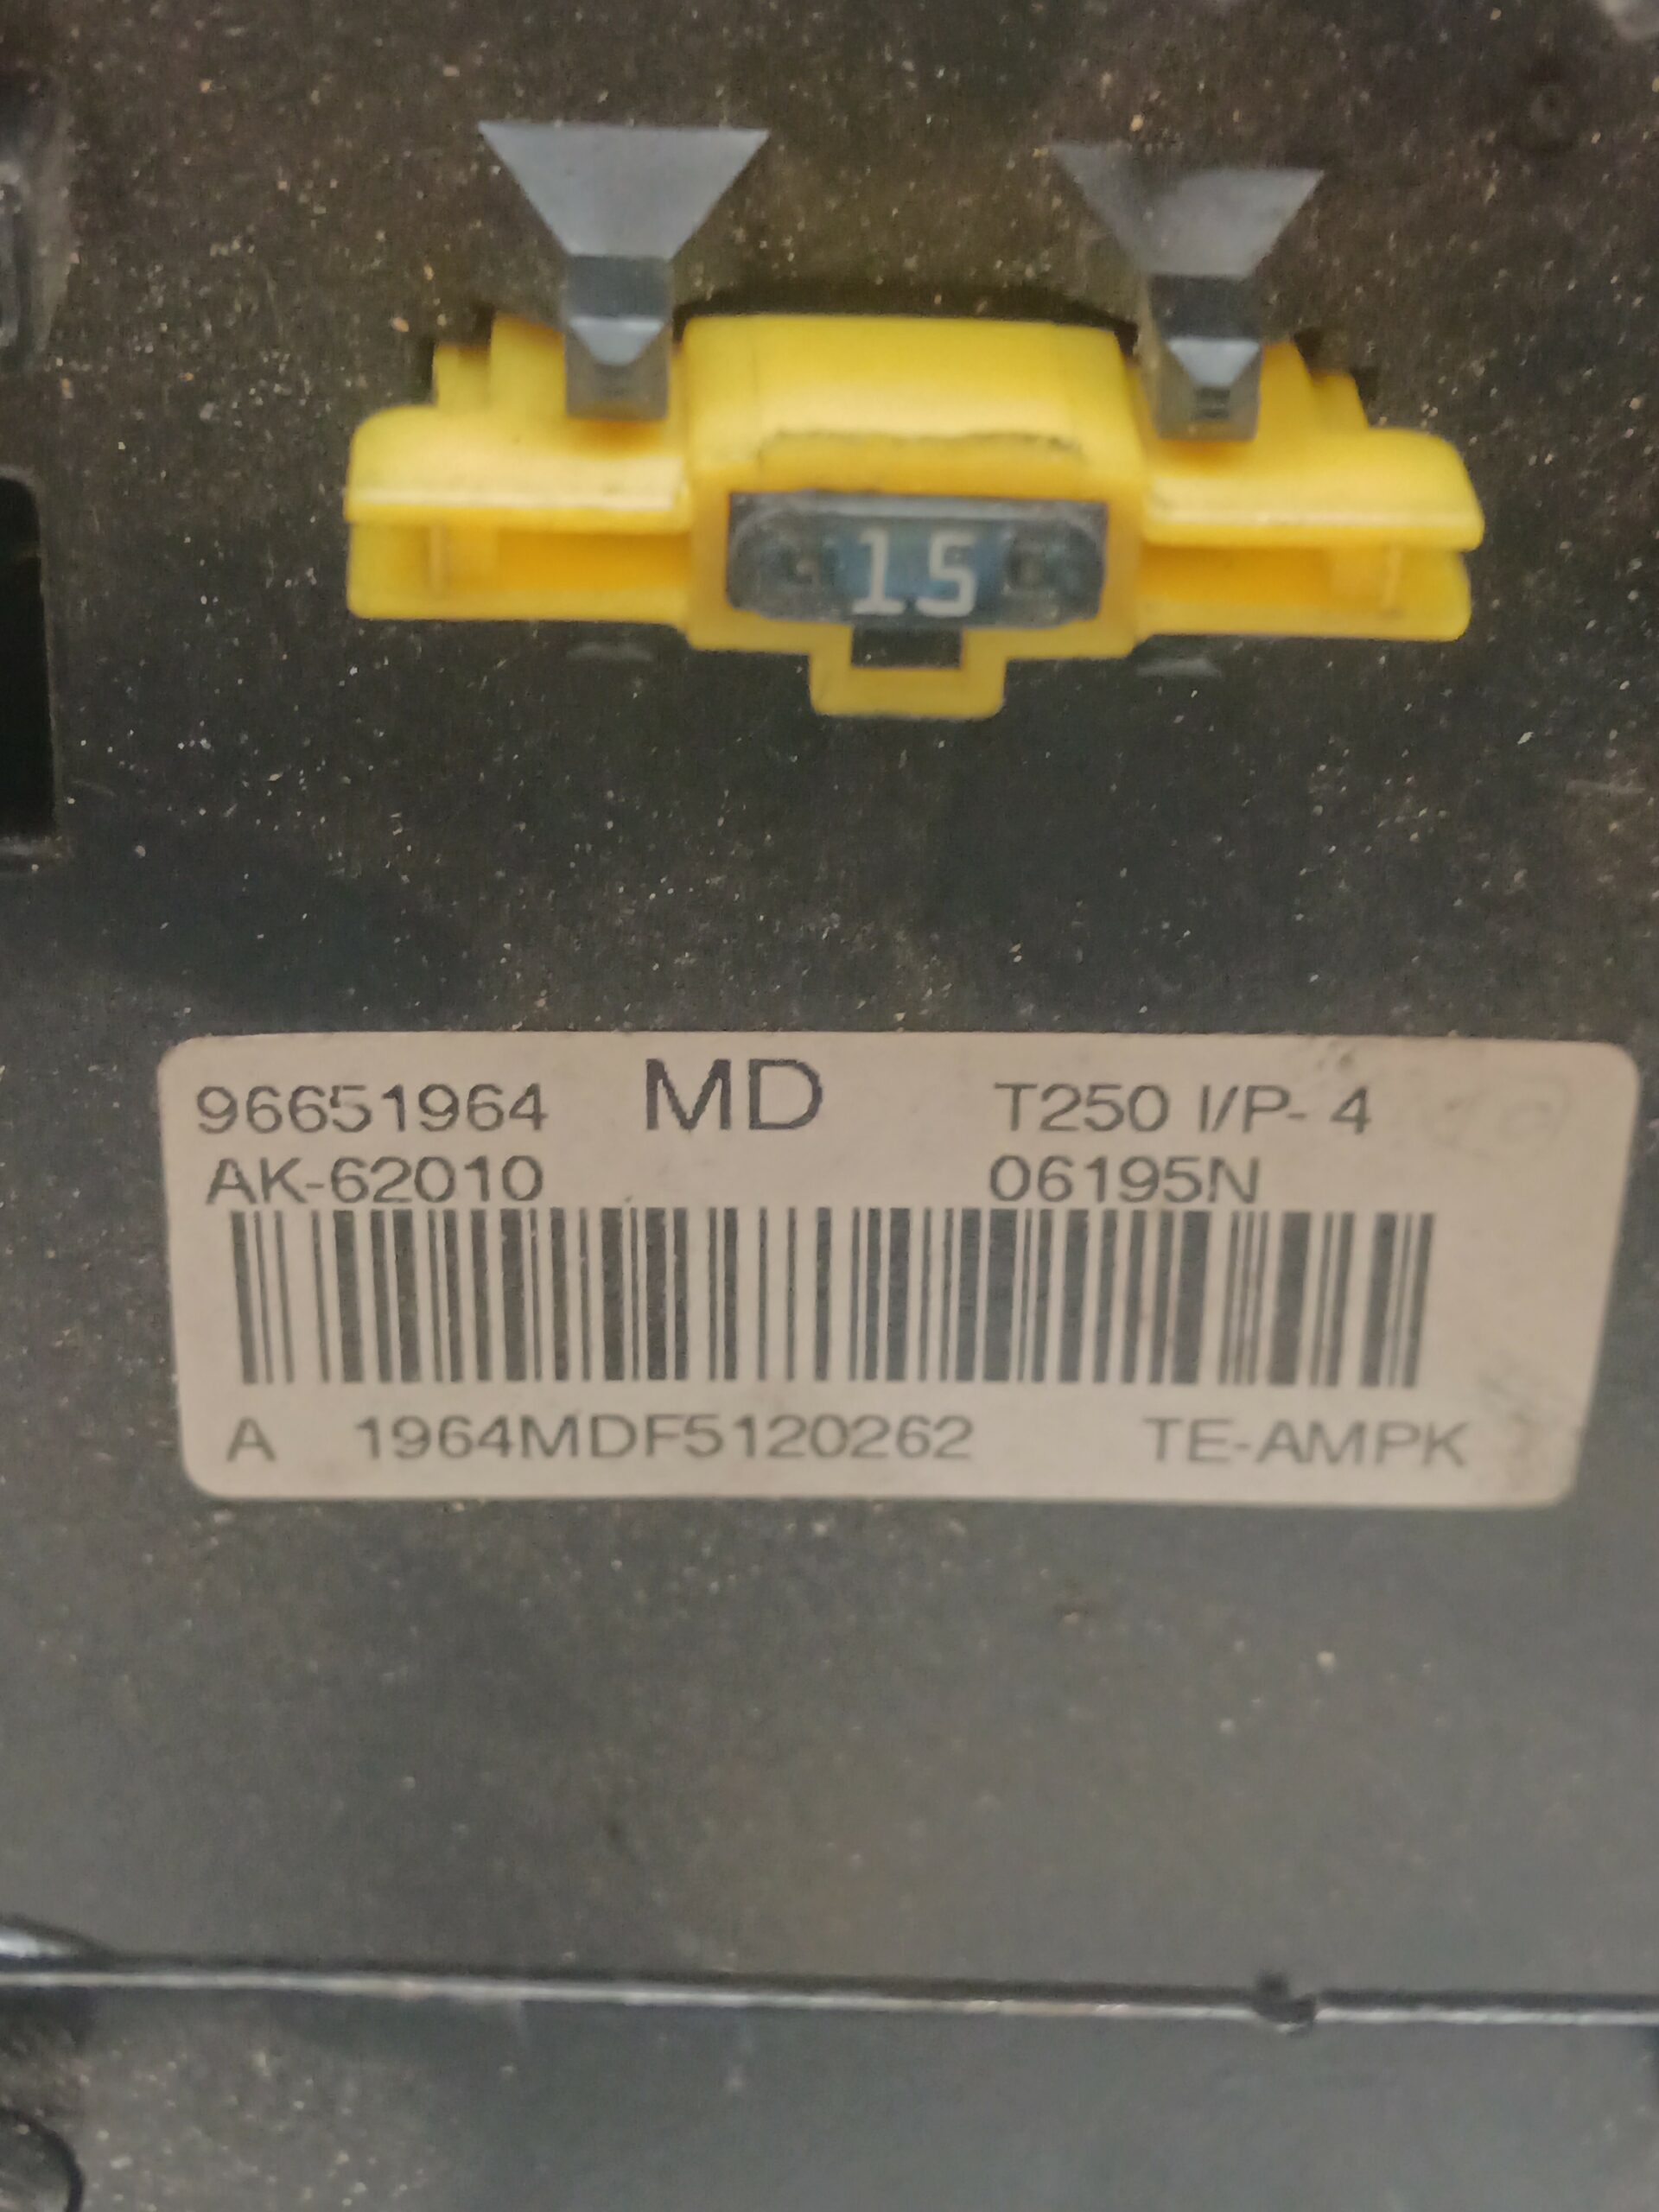 15
96651964 MD T250 I/P- 4
AK-62010 06195N
A 1964MDF5120262 TE-AMPK